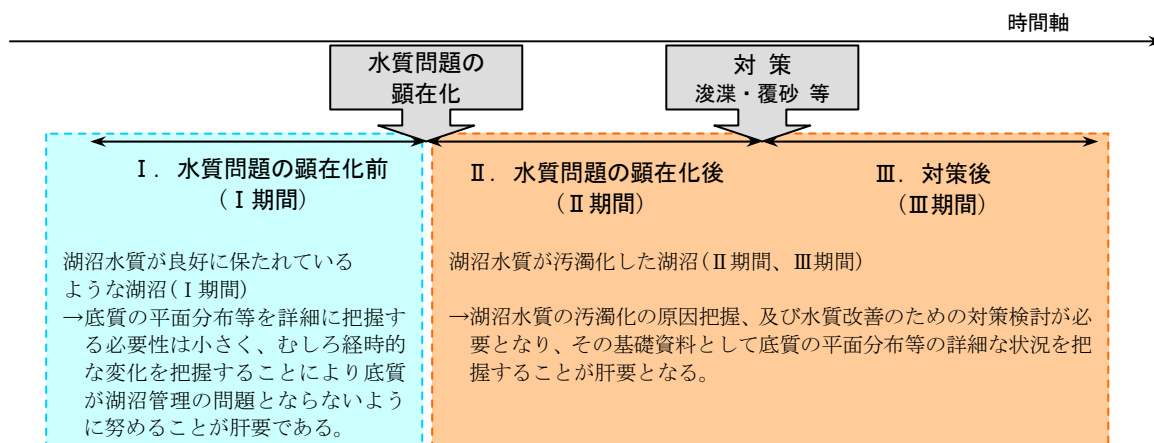 時間軸
水質問題の
顕在化
対 策
浚渫・覆砂 等
Ⅰ. 水質問題の顕在化前
(Ⅰ期間)
Ⅱ. 水質問題の顕在化後
(Ⅱ期間)
Ⅲ. 対策後
(Ⅲ期間)
湖沼水質が良好に保たれている
ような湖沼(Ⅰ期間)
→底質の平面分布等を詳細に把握す
る必要性は小さく、むしろ経時的
な変化を把握することにより底質
が湖沼管理の問題とならないよう
に努めることが肝要である。
湖沼水質が汚濁化した湖沼(Ⅱ期間、Ⅲ期間)
→湖沼水質の汚濁化の原因把握、及び水質改善のための対策検討が必
要となり、その基礎資料として底質の平面分布等の詳細な状況を把
握することが肝要となる。